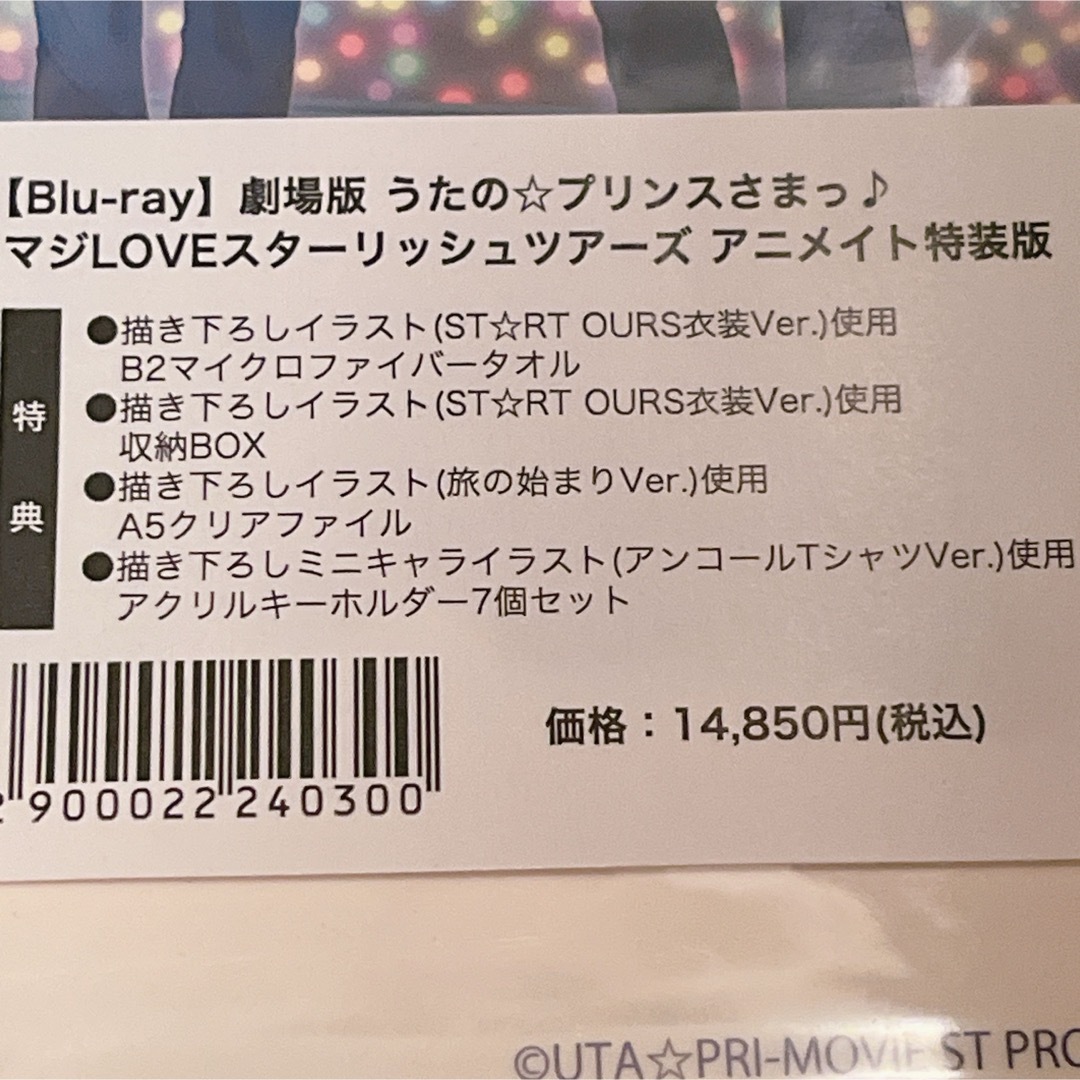 【Blu-ray】劇場版 うたの☆プリンスさまっ♪
マジLOVEスターリッシュツアーズ アニメイト特装版
特典
●描き下ろしイラスト(ST☆RT OURS衣装Ver.)使用
B2マイクロファイバータオル
●描き下ろしイラスト(ST☆RT OURS衣装Ver.)使用
収納BOX
●描き下ろしイラスト(旅の始まりVer.)使用
A5クリアファイル
●描き下ろしミニキャライラスト(アンコールTシャツVer.)使用
アクリルキーホルダー7個セット
価格：14,850円(税込)
2 900022 240300
©UTA☆PRI-MOVIE ST PRO